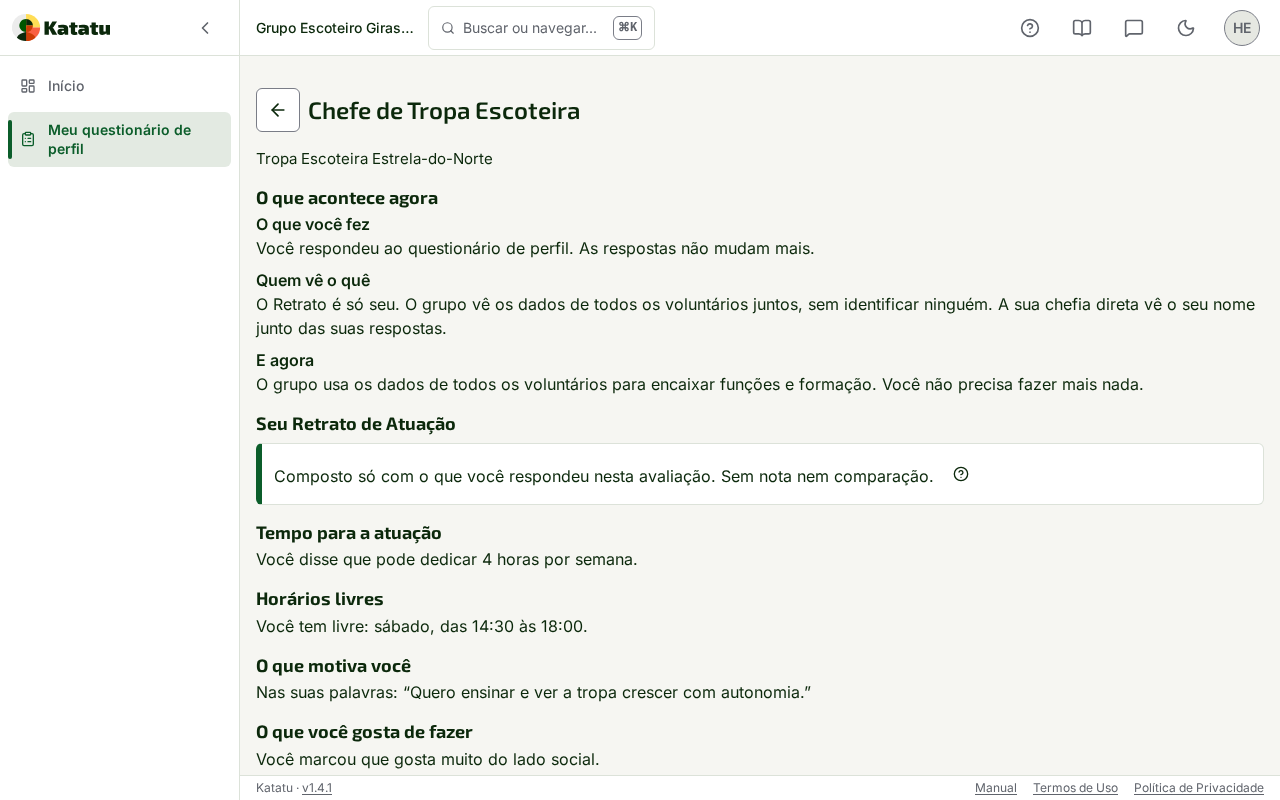 Katatu
Grupo Escoteiro Giras...
Buscar ou navegar...
⌘K
HE
Início
Meu questionário de
perfil
Chefe de Tropa Escoteira
Tropa Escoteira Estrela-do-Norte
O que acontece agora
O que você fez
Você respondeu ao questionário de perfil. As respostas não mudam mais.
Quem vê o quê
O Retrato é só seu. O grupo vê os dados de todos os voluntários juntos, sem identificar ninguém. A sua chefia direta vê o seu nome
junto das suas respostas.
E agora
O grupo usa os dados de todos os voluntários para encaixar funções e formação. Você não precisa fazer mais nada.
Seu Retrato de Atuação
Composto só com o que você respondeu nesta avaliação. Sem nota nem comparação.
Tempo para a atuação
Você disse que pode dedicar 4 horas por semana.
Horários livres
Você tem livre: sábado, das 14:30 às 18:00.
O que motiva você
Nas suas palavras: “Quero ensinar e ver a tropa crescer com autonomia.”
O que você gosta de fazer
Você marcou que gosta muito do lado social.
Katatu · v1.4.1
Manual
Termos de Uso
Política de Privacidade